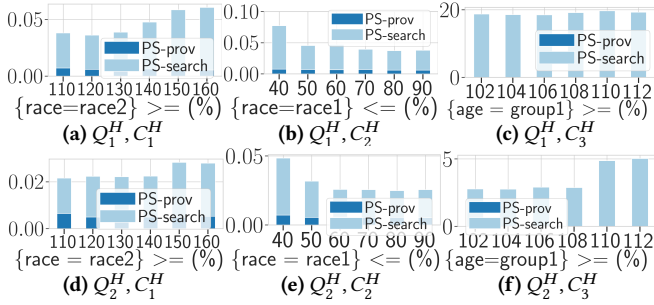 0.05
0.00
PS-prov
PS-search
110 120 130 140 150 160
{race=race2} >= (%)
(a) Q_1^H, C_1^H
0.10
0.05
0.00
PS-prov
PS-search
40 50 60 70 80 90
{race=race1} <= (%)
(b) Q_1^H, C_2^H
20
0
PS-prov
PS-search
102 104 106 108 110 112
{age = group1} >= (%)
(c) Q_1^H, C_3^H
0.02
0.00
PS-prov
PS-search
110 120 130 140 150 160
{race = race2} >= (%)
(d) Q_2^H, C_1^H
0.05
0.00
PS-prov
PS-search
40 50 60 70 80 90
{race = race1} <= (%)
(e) Q_2^H, C_2^H
5
0
PS-prov
PS-search
102 104 106 108 110 112
{age=group1} >= (%)
(f) Q_2^H, C_3^H